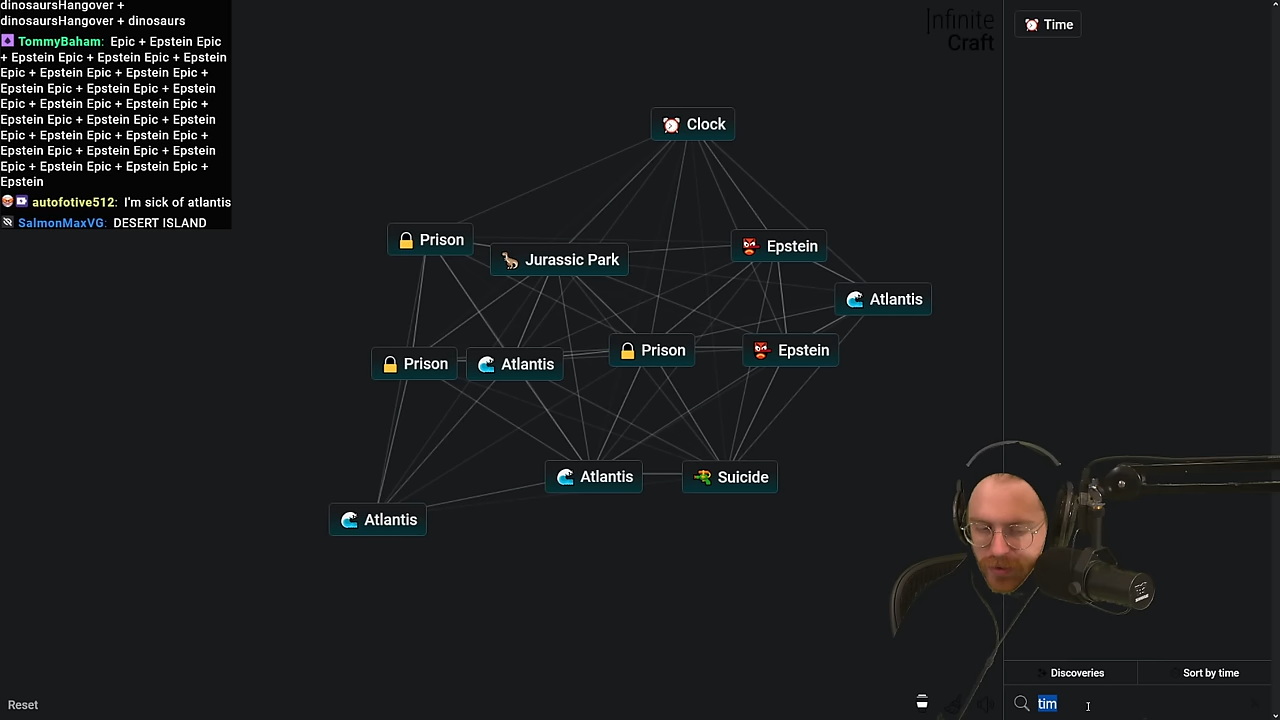 dinosaursHangover +
dinosaursHangover + dinosaurs
TommyBaham: Epic + Epstein Epic
+ Epstein Epic + Epstein Epic + Epstein
Epic + Epstein Epic + Epstein Epic +
Epstein Epic + Epstein Epic + Epstein
Epic + Epstein Epic + Epstein Epic +
Epstein Epic + Epstein Epic + Epstein
Epic + Epstein Epic + Epstein Epic +
Epstein Epic + Epstein Epic + Epstein
Epic + Epstein Epic + Epstein Epic +
Epstein
autofotive512: I'm sick of atlantis
SalmonMaxVG: DESERT ISLAND
Infinite
Craft
Time
Clock
Prison
Jurassic Park
Epstein
Atlantis
Prison
Atlantis
Prison
Epstein
Atlantis
Suicide
Atlantis
Discoveries
Sort by time
tim
Reset